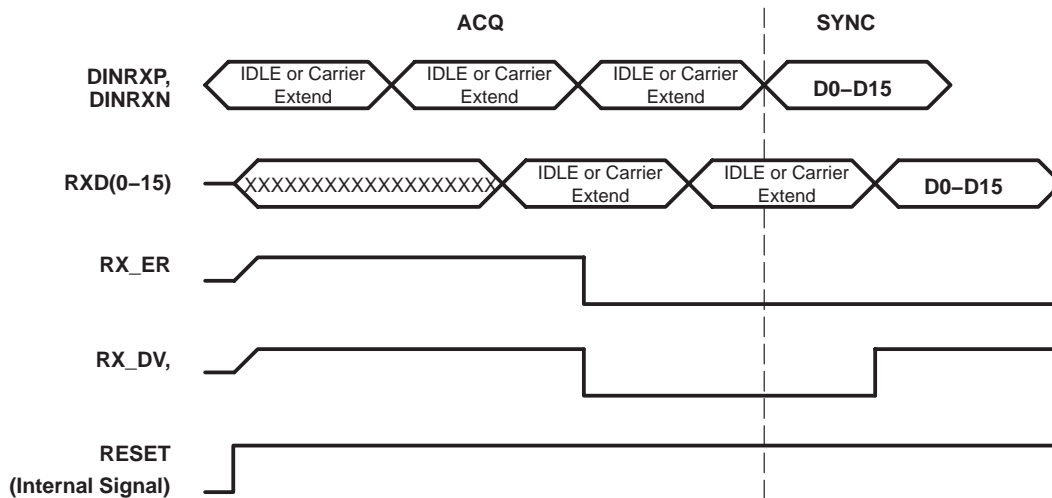 ACQ
SYNC
DINRXP,
DINRXN
IDLE or Carrier
Extend
IDLE or Carrier
Extend
IDLE or Carrier
Extend
D0–D15
RXD(0–15)
XXXXXXXXXXXXXXXXXXX
IDLE or Carrier
Extend
IDLE or Carrier
Extend
D0–D15
RX_ER
RX_DV,
RESET
(Internal Signal)